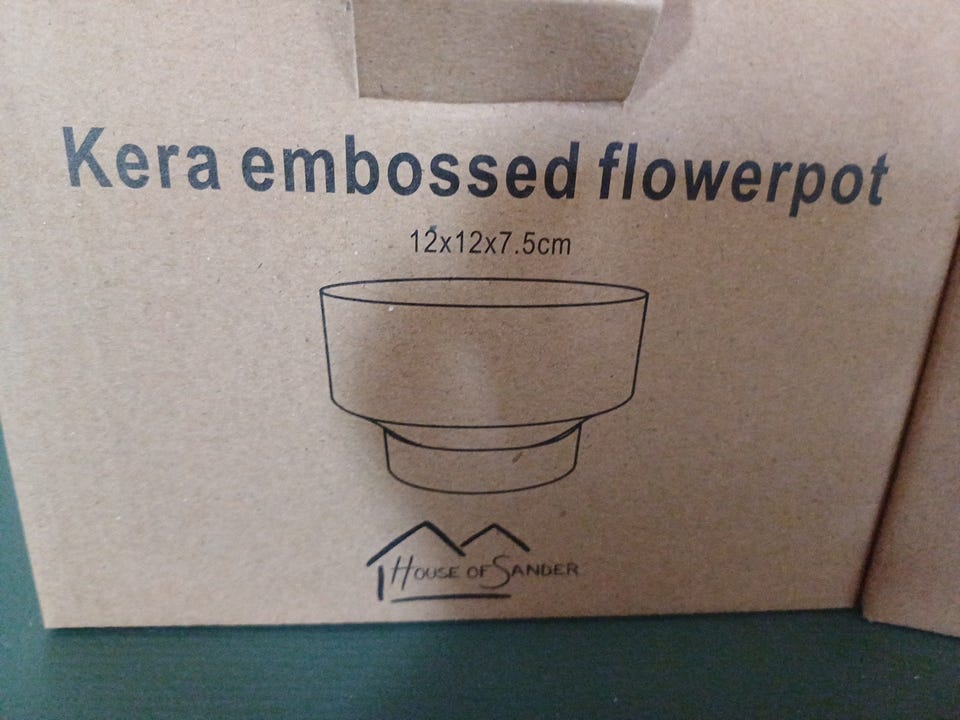 Kera embossed flowerpot
12x12x7.5cm
HOUSE OF SANDER